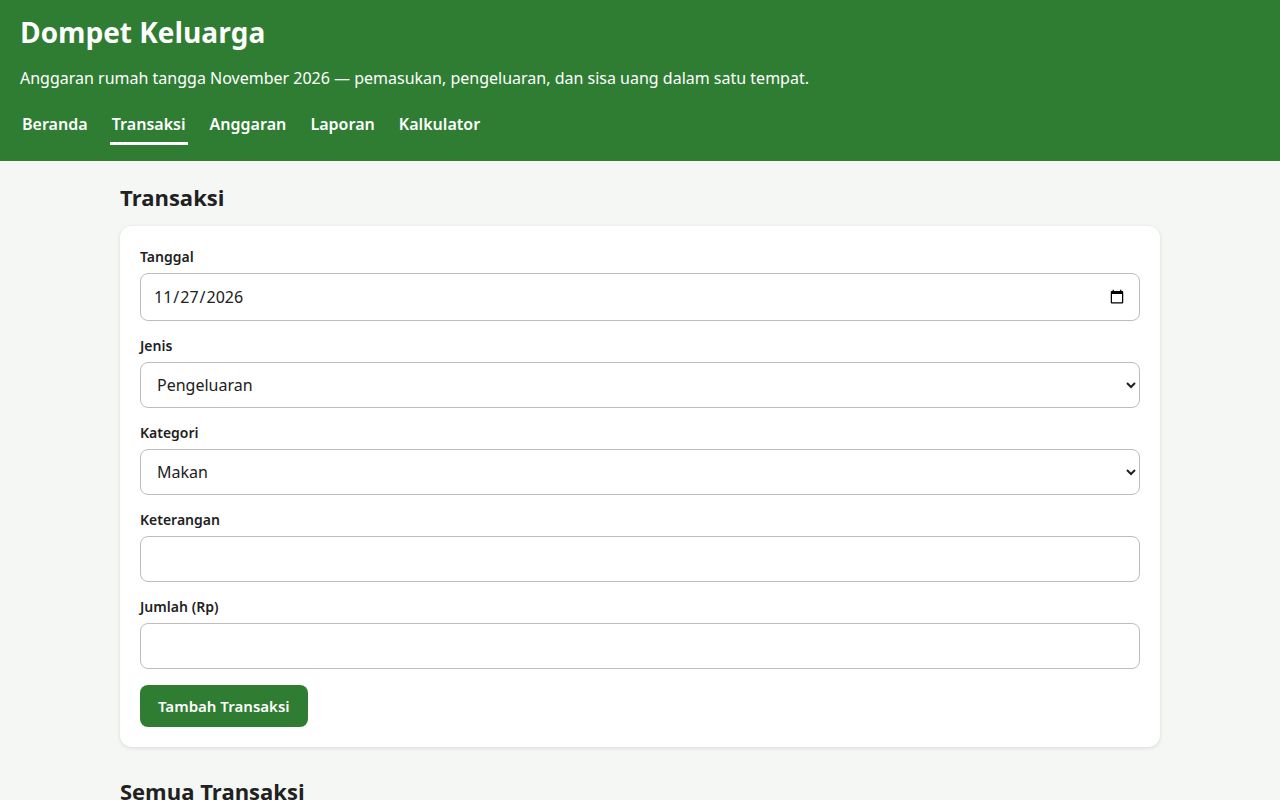 Dompet Keluarga
Anggaran rumah tangga November 2026 — pemasukan, pengeluaran, dan sisa uang dalam satu tempat.
Beranda Transaksi Anggaran Laporan Kalkulator
Transaksi
Tanggal
11/27/2026
Jenis
Pengeluaran
Kategori
Makan
Keterangan
Jumlah (Rp)
Tambah Transaksi
Semua Transaksi